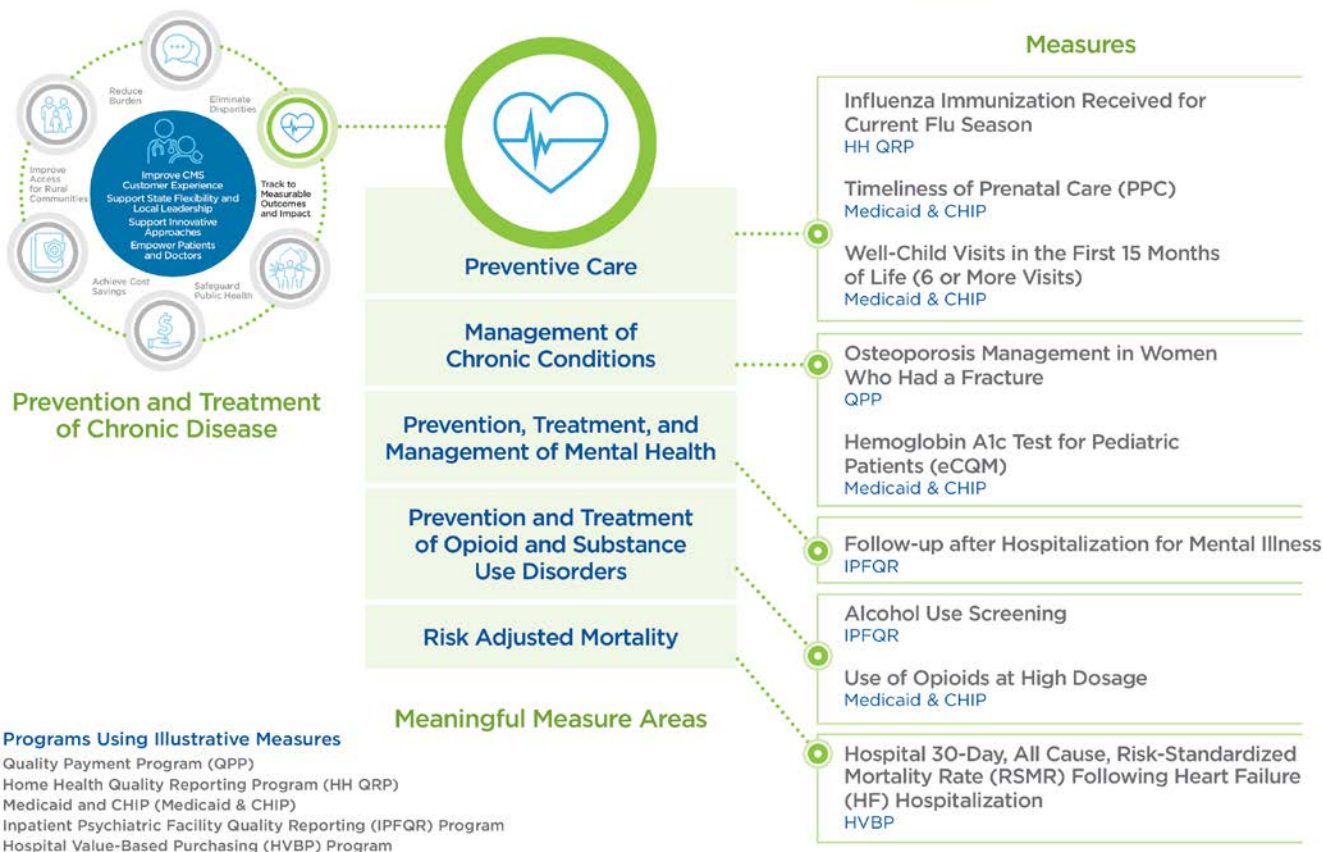 Reduce
Burden
Eliminate
Disparities
Improve
Access
for Rural
Communities
Improve CMS
Customer Experience
Support State Flexibility and
Local Leadership
Support Innovative
Approaches
Empower Patients
and Doctors
Track to
Measurable
Outcomes
and Impact
Achieve Cost
Savings
Safeguard
Public Health
$
Prevention and Treatment
of Chronic Disease
Preventive Care
Management of
Chronic Conditions
Prevention, Treatment, and
Management of Mental Health
Prevention and Treatment
of Opioid and Substance
Use Disorders
Risk Adjusted Mortality
Meaningful Measure Areas
Measures
Influenza Immunization Received for
Current Flu Season
HH QRP
Timeliness of Prenatal Care (PPC)
Medicaid & CHIP
Well-Child Visits in the First 15 Months
of Life (6 or More Visits)
Medicaid & CHIP
Osteoporosis Management in Women
Who Had a Fracture
QPP
Hemoglobin A1c Test for Pediatric
Patients (eCQM)
Medicaid & CHIP
Follow-up after Hospitalization for Mental Illness
IPFQR
Alcohol Use Screening
IPFQR
Use of Opioids at High Dosage
Medicaid & CHIP
Hospital 30-Day, All Cause, Risk-Standardized
Mortality Rate (RSMR) Following Heart Failure
(HF) Hospitalization
HVBP
Programs Using Illustrative Measures
Quality Payment Program (QPP)
Home Health Quality Reporting Program (HH QRP)
Medicaid and CHIP (Medicaid & CHIP)
Inpatient Psychiatric Facility Quality Reporting (IPFQR) Program
Hospital Value-Based Purchasing (HVBP) Program